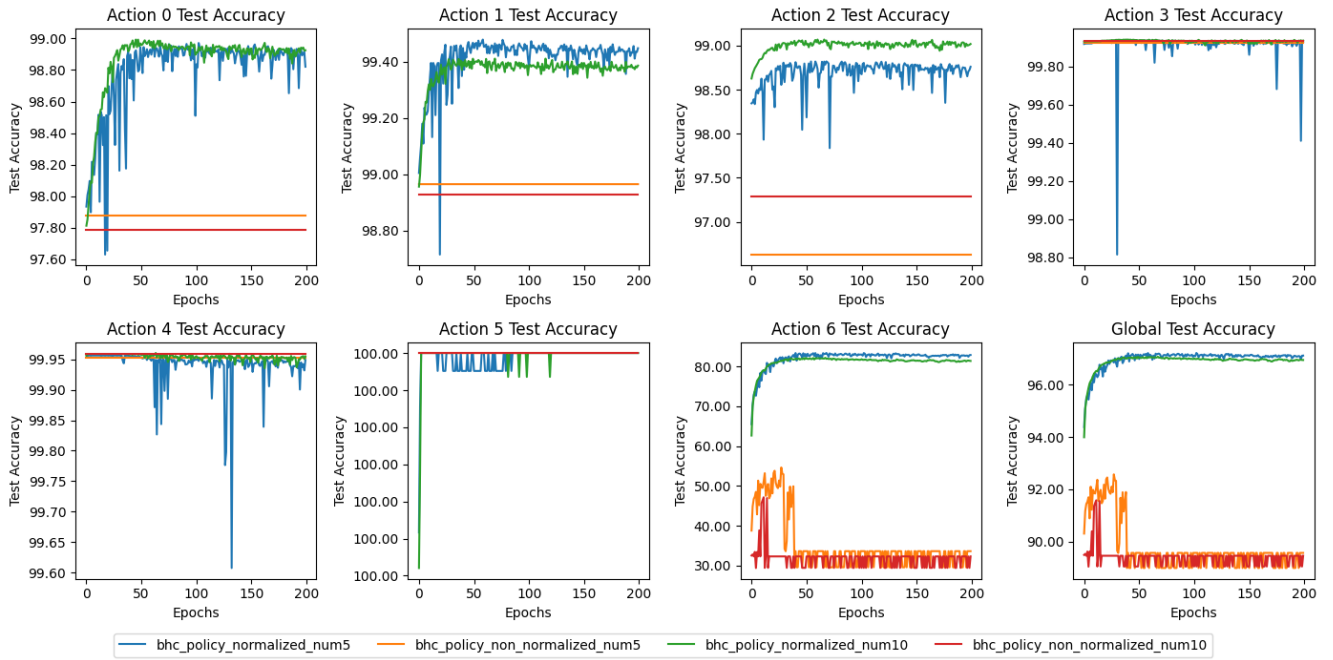 Action 0 Test Accuracy
Test Accuracy
99.00
98.80
98.60
98.40
98.20
98.00
97.80
97.60
0 50 100 150 200
Epochs
Action 1 Test Accuracy
Test Accuracy
99.40
99.20
99.00
98.80
0 50 100 150 200
Epochs
Action 2 Test Accuracy
Test Accuracy
99.00
98.50
98.00
97.50
97.00
0 50 100 150 200
Epochs
Action 3 Test Accuracy
Test Accuracy
99.80
99.60
99.40
99.20
99.00
98.80
0 50 100 150 200
Epochs
Action 4 Test Accuracy
Test Accuracy
99.95
99.90
99.85
99.80
99.75
99.70
99.65
99.60
0 50 100 150 200
Epochs
Action 5 Test Accuracy
Test Accuracy
100.00
100.00
100.00
100.00
100.00
100.00
100.00
0 50 100 150 200
Epochs
Action 6 Test Accuracy
Test Accuracy
80.00
70.00
60.00
50.00
40.00
30.00
0 50 100 150 200
Epochs
Global Test Accuracy
Test Accuracy
96.00
94.00
92.00
90.00
0 50 100 150 200
Epochs
bhc_policy_normalized_num5 bhc_policy_non_normalized_num5 bhc_policy_normalized_num10 bhc_policy_non_normalized_num10